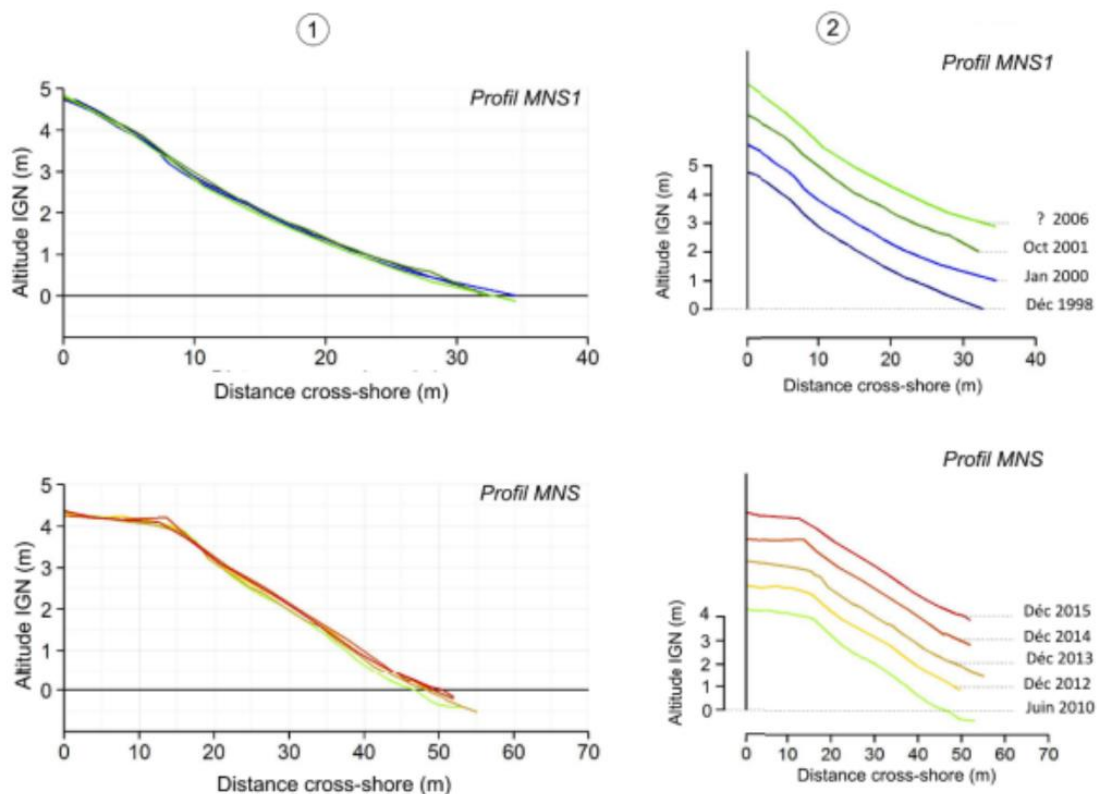 1
Profil MNS1
5
4
3
2
1
0
Altitude IGN (m)
0 10 20 30 40
Distance cross-shore (m)
2
Profil MNS1
5
4
3
2
1
0
Altitude IGN (m)
? 2006
Oct 2001
Jan 2000
Déc 1998
0 10 20 30 40
Distance cross-shore (m)
Profil MNS
5
4
3
2
1
0
Altitude IGN (m)
0 10 20 30 40 50 60 70
Distance cross-shore (m)
Profil MNS
4
3
2
1
0
Altitude IGN (m)
Déc 2015
Déc 2014
Déc 2013
Déc 2012
Juin 2010
0 10 20 30 40 50 60 70
Distance cross-shore (m)